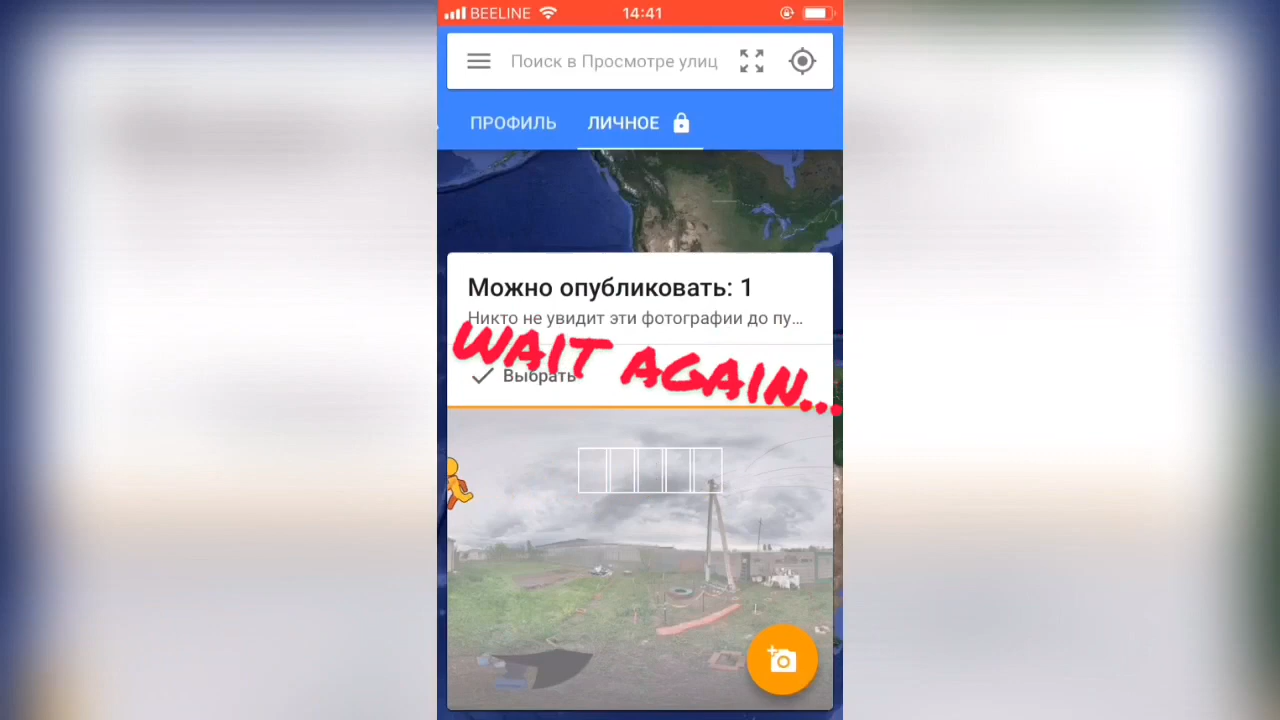 BEELINE 14:41
Поиск в Просмотре улиц
ПРОФИЛЬ ЛИЧНОЕ
Можно опубликовать: 1
Никто не увидит эти фотографии до пу...
WAIT AGAIN...
Выбрать